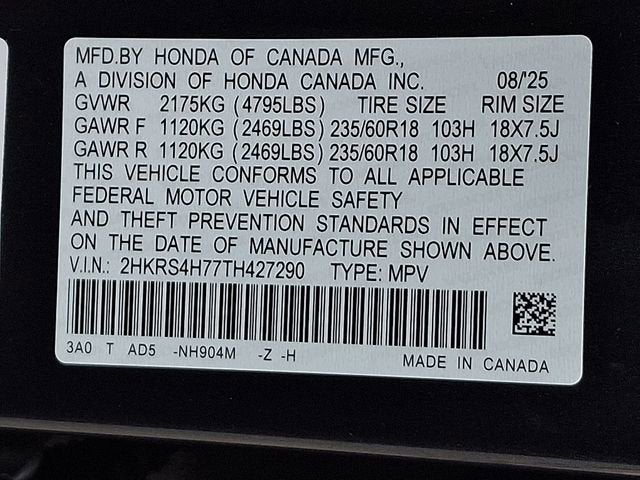 MFD.BY HONDA OF CANADA MFG.,
A DIVISION OF HONDA CANADA INC. 08/'25
GVWR 2175KG (4795LBS) TIRE SIZE RIM SIZE
GAWR F 1120KG (2469LBS) 235/60R18 103H 18X7.5J
GAWR R 1120KG (2469LBS) 235/60R18 103H 18X7.5J
THIS VEHICLE CONFORMS TO ALL APPLICABLE
FEDERAL MOTOR VEHICLE SAFETY
AND THEFT PREVENTION STANDARDS IN EFFECT
ON THE DATE OF MANUFACTURE SHOWN ABOVE.
V.I.N.: 2HKRS4H77TH427290 TYPE: MPV
3A0 T AD5 -NH904M -Z -H MADE IN CANADA